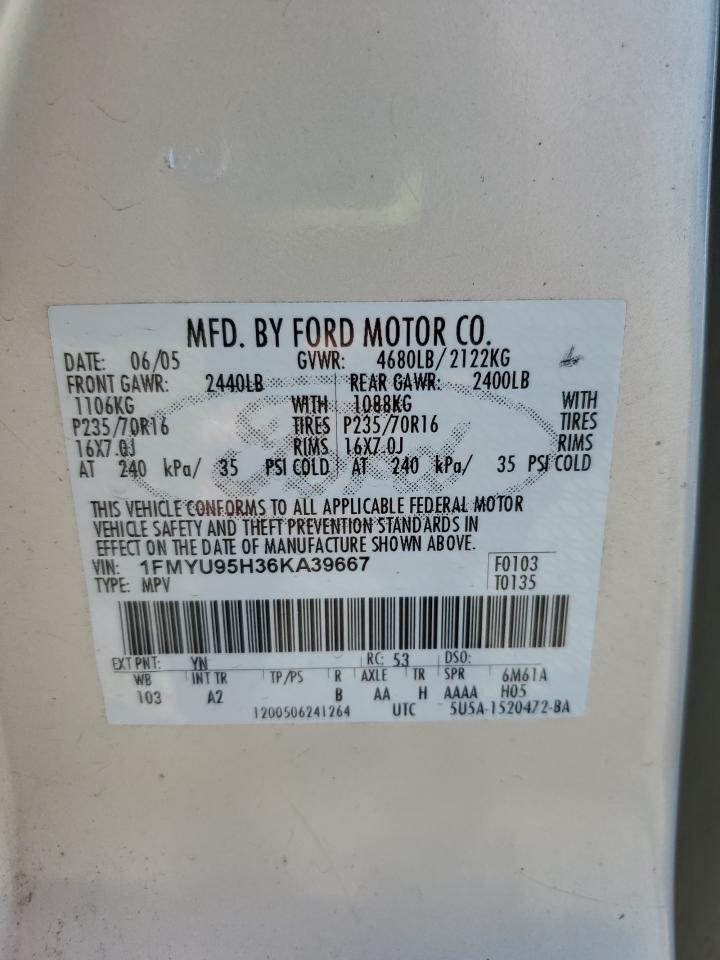 MFD. BY FORD MOTOR CO.
DATE: 06/05 GVWR: 4680LB/2122KG
FRONT GAWR: 2440LB REAR GAWR: 2400LB
1106KG WITH 1088KG WITH
P235/70R16 TIRES P235/70R16 TIRES
16X7.0J RIMS 16X7.0J RIMS
AT 240 kPa/ 35 PSI COLD AT 240 kPa/ 35 PSI COLD
Ford
THIS VEHICLE CONFORMS TO ALL APPLICABLE FEDERAL MOTOR
VEHICLE SAFETY AND THEFT PREVENTION STANDARDS IN
EFFECT ON THE DATE OF MANUFACTURE SHOWN ABOVE.
VIN: 1FMYU95H36KA39667 F0103
TYPE: MPV T0135
EXT PNT: YN RC: 53 DSO:
WB INT TR TP/PS R AXLE TR SPR 6M61A
103 A2 B AA H AAAA H05
1200506241264 UTC 5U5A-1520472-BA